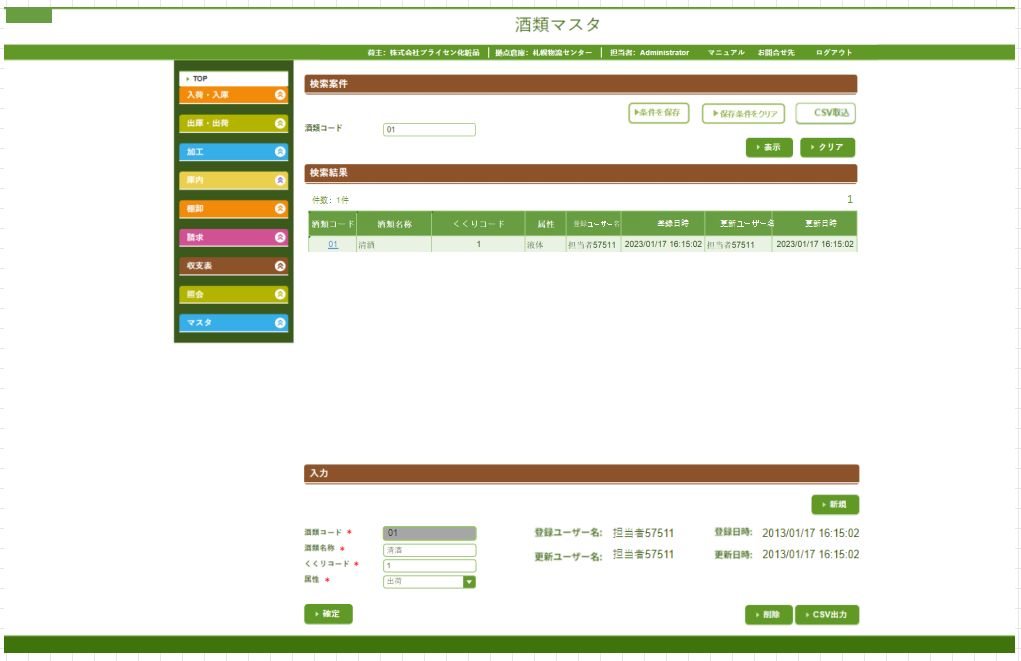 酒類マスタ
荷主: 株式会社プライセン化粧品 | 拠点倉庫: 札幌物流センター | 担当者: Administrator マニュアル お問合せ先 ログアウト
TOP
入荷・入庫
出庫・出荷
加工
庫内
棚卸
請求
収支表
照会
マスタ
検索案件
条件を保存 保存条件をクリア CSV取込
酒類コード 01
表示 クリア
検索結果
件数: 1件 1
酒類コード 酒類名称 くくりコード 属性 登録ユーザー名 登録日時 更新ユーザー名 更新日時
01 清酒 1 液体 担当者57511 2023/01/17 16:15:02 担当者57511 2023/01/17 16:15:02
入力
新規
酒類コード * 01 登録ユーザー名: 担当者57511 登録日時: 2013/01/17 16:15:02
酒類名称 * 清酒
くくりコード * 1 更新ユーザー名: 担当者57511 更新日時: 2013/01/17 16:15:02
属性 * 出荷
確定 削除 CSV出力